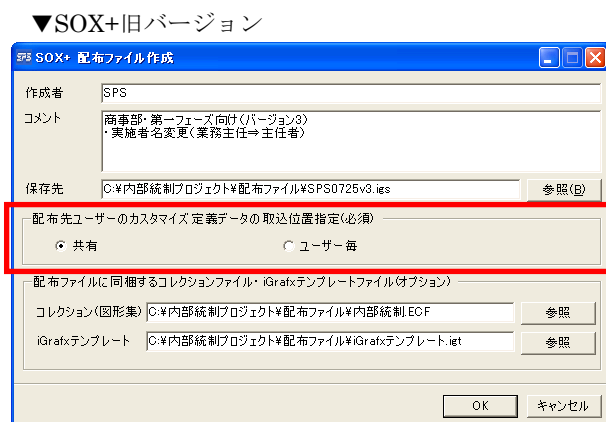 ▼SOX+旧バージョン
SPS SOX+ 配布ファイル作成
作成者 SPS
コメント 商事部・第一フェーズ向け(バージョン3)
・実施者名変更(業務主任⇒主任者)
保存先 C:¥内部統制プロジェクト¥配布ファイル¥SPS0725v3.igs 参照(B)
配布先ユーザーのカスタマイズ定義データの取込位置指定(必須)
共有 ユーザー毎
配布ファイルに同梱するコレクションファイル・iGrafxテンプレートファイル(オプション)
コレクション(図形集) C:¥内部統制プロジェクト¥配布ファイル¥内部統制.ECF 参照
iGrafxテンプレート C:¥内部統制プロジェクト¥配布ファイル¥iGrafxテンプレート.igt 参照
OK キャンセル